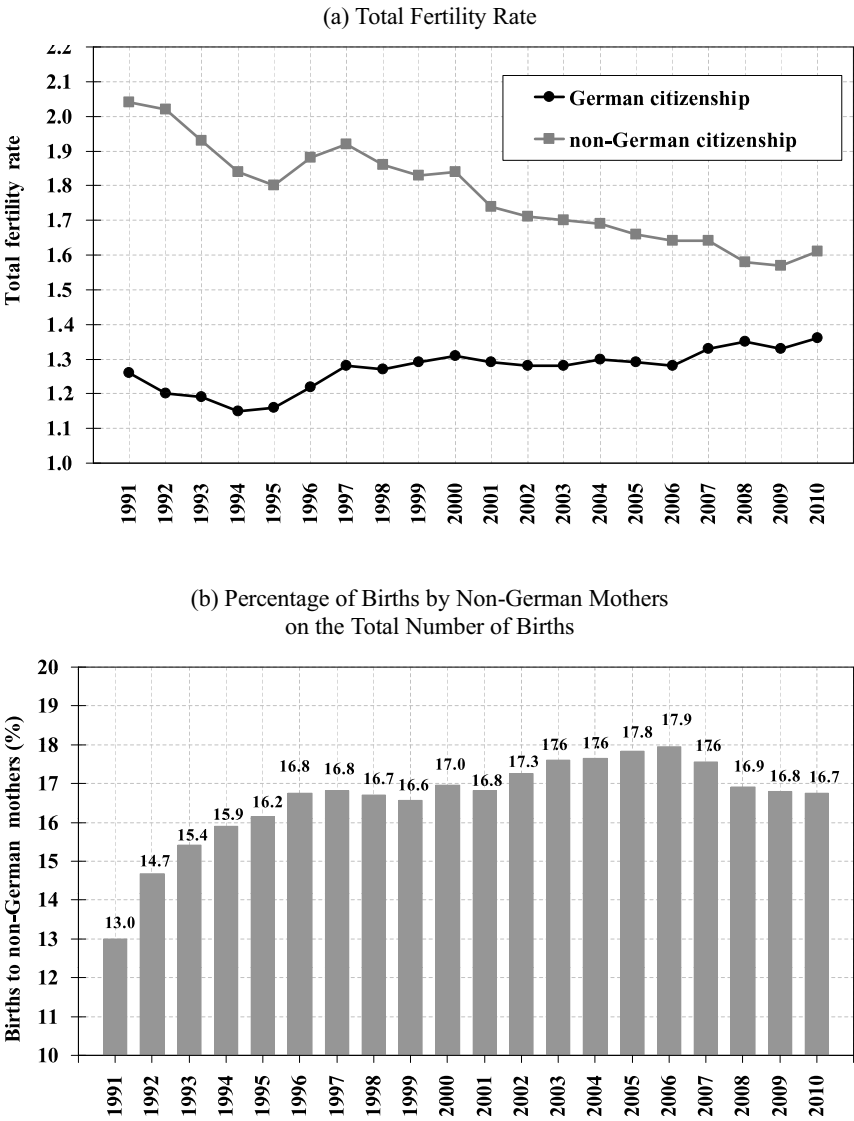 (a) Total Fertility Rate
2.2
2.1
2.0
1.9
1.8
1.7
1.6
1.5
1.4
1.3
1.2
1.1
1.0
Total fertility rate
German citizenship
non-German citizenship
1991 1992 1993 1994 1995 1996 1997 1998 1999 2000 2001 2002 2003 2004 2005 2006 2007 2008 2009 2010
(b) Percentage of Births by Non-German Mothers
on the Total Number of Births
20
19
18
17
16
15
14
13
12
11
10
Births to non-German mothers (%)
13.0 14.7 15.4 15.9 16.2 16.8 16.8 16.7 16.6 17.0 16.8 17.3 17.6 17.6 17.8 17.9 17.6 16.9 16.8 16.7
1991 1992 1993 1994 1995 1996 1997 1998 1999 2000 2001 2002 2003 2004 2005 2006 2007 2008 2009 2010